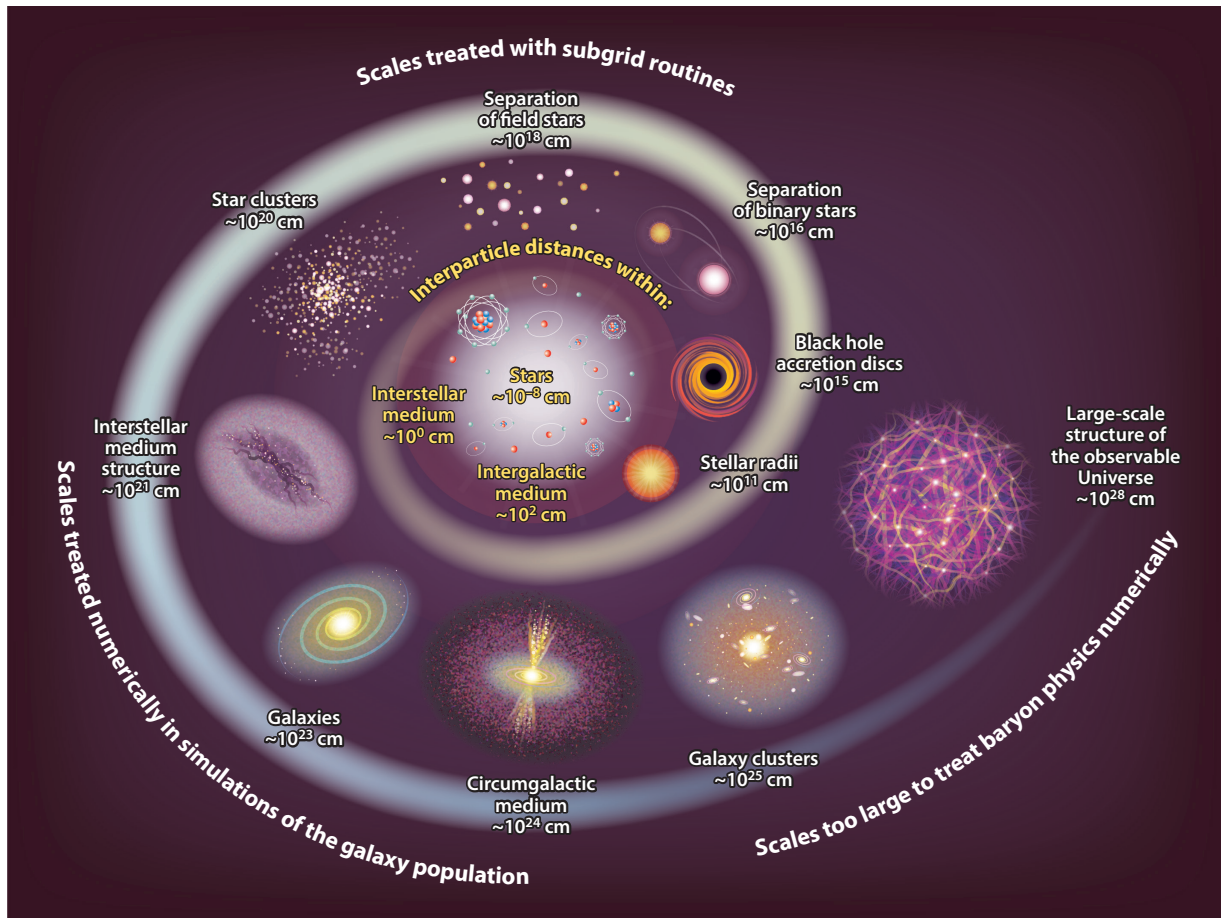 Scales treated with subgrid routines
Separation
of field stars
~10¹⁸ cm
Star clusters
~10²⁰ cm
Separation
of binary stars
~10¹⁶ cm
Interparticle distances within:
Stars
~10⁻⁸ cm
Interstellar
medium
~10⁰ cm
Intergalactic
medium
~10² cm
Black hole
accretion discs
~10¹⁵ cm
Stellar radii
~10¹¹ cm
Interstellar
medium
structure
~10²¹ cm
Large-scale
structure of
the observable
Universe
~10²⁸ cm
Galaxies
~10²³ cm
Circumgalactic
medium
~10²⁴ cm
Galaxy clusters
~10²⁵ cm
Scales treated numerically in simulations of the galaxy population
Scales too large to treat baryon physics numerically